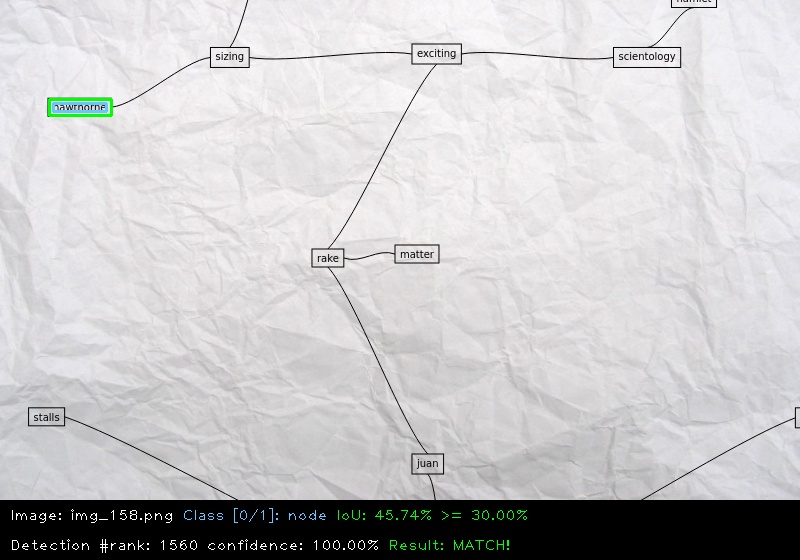 hamlet
sizing
exciting
scientology
hawthorne
rake
matter
stalls
juan
Image: img_158.png Class [0/1]: node IoU: 45.74% >= 30.00%
Detection #rank: 1560 confidence: 100.00% Result: MATCH!